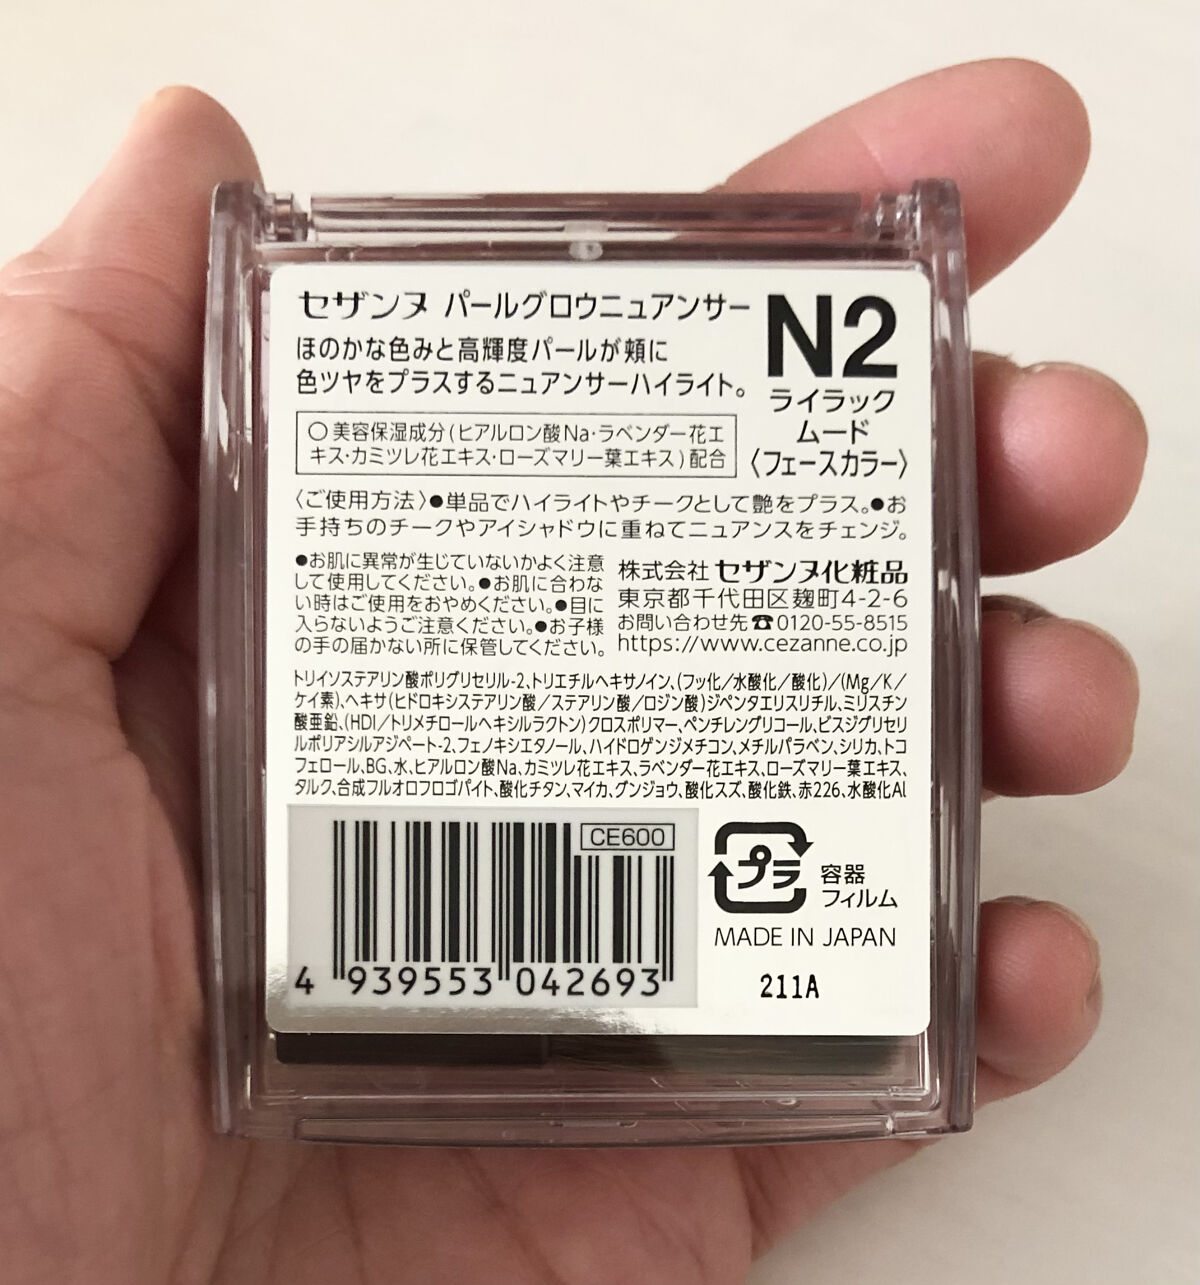 セザンヌ パールグロウニュアンサー
ほのかな色みと高輝度パールが頬に
色ツヤをプラスするニュアンサーハイライト。
N2
ライラック
ムード
〈フェースカラー〉
○美容保湿成分(ヒアルロン酸Na・ラベンダー花エ
キス・カミツレ花エキス・ローズマリー葉エキス)配合
〈ご使用方法〉●単品でハイライトやチークとして艶をプラス。●お
手持ちのチークやアイシャドウに重ねてニュアンスをチェンジ。
●お肌に異常が生じていないかよく注意
して使用してください。●お肌に合わな
い時はご使用をおやめください。●目に
入らないようご注意ください。●お子様
の手の届かない所に保管してください。
株式会社 セザンヌ化粧品
東京都千代田区麹町4-2-6
お問い合わせ先☎0120-55-8515
https://www.cezanne.co.jp
トリイソステアリン酸ポリグリセリル-2、トリエチルヘキサノイン、(フッ化/水酸化/酸化)/(Mg/K/
ケイ素)、ヘキサ(ヒドロキシステアリン酸/ステアリン酸/ロジン酸)ジペンタエリスリチル、ミリスチン
酸亜鉛、(HDI/トリメチロールヘキシルラクトン)クロスポリマー、ペンチレングリコール、ビスジグリセリ
ルポリアシルアジペート-2、フェノキシエタノール、ハイドロゲンジメチコン、メチルパラベン、シリカ、トコ
フェロール、BG、水、ヒアルロン酸Na、カミツレ花エキス、ラベンダー花エキス、ローズマリー葉エキス、
タルク、合成フルオロフロゴパイト、酸化チタン、マイカ、グンジョウ、酸化スズ、酸化鉄、赤226、水酸化Al
CE600
4 939553 042693
プラ
容器
フィルム
MADE IN JAPAN
211A